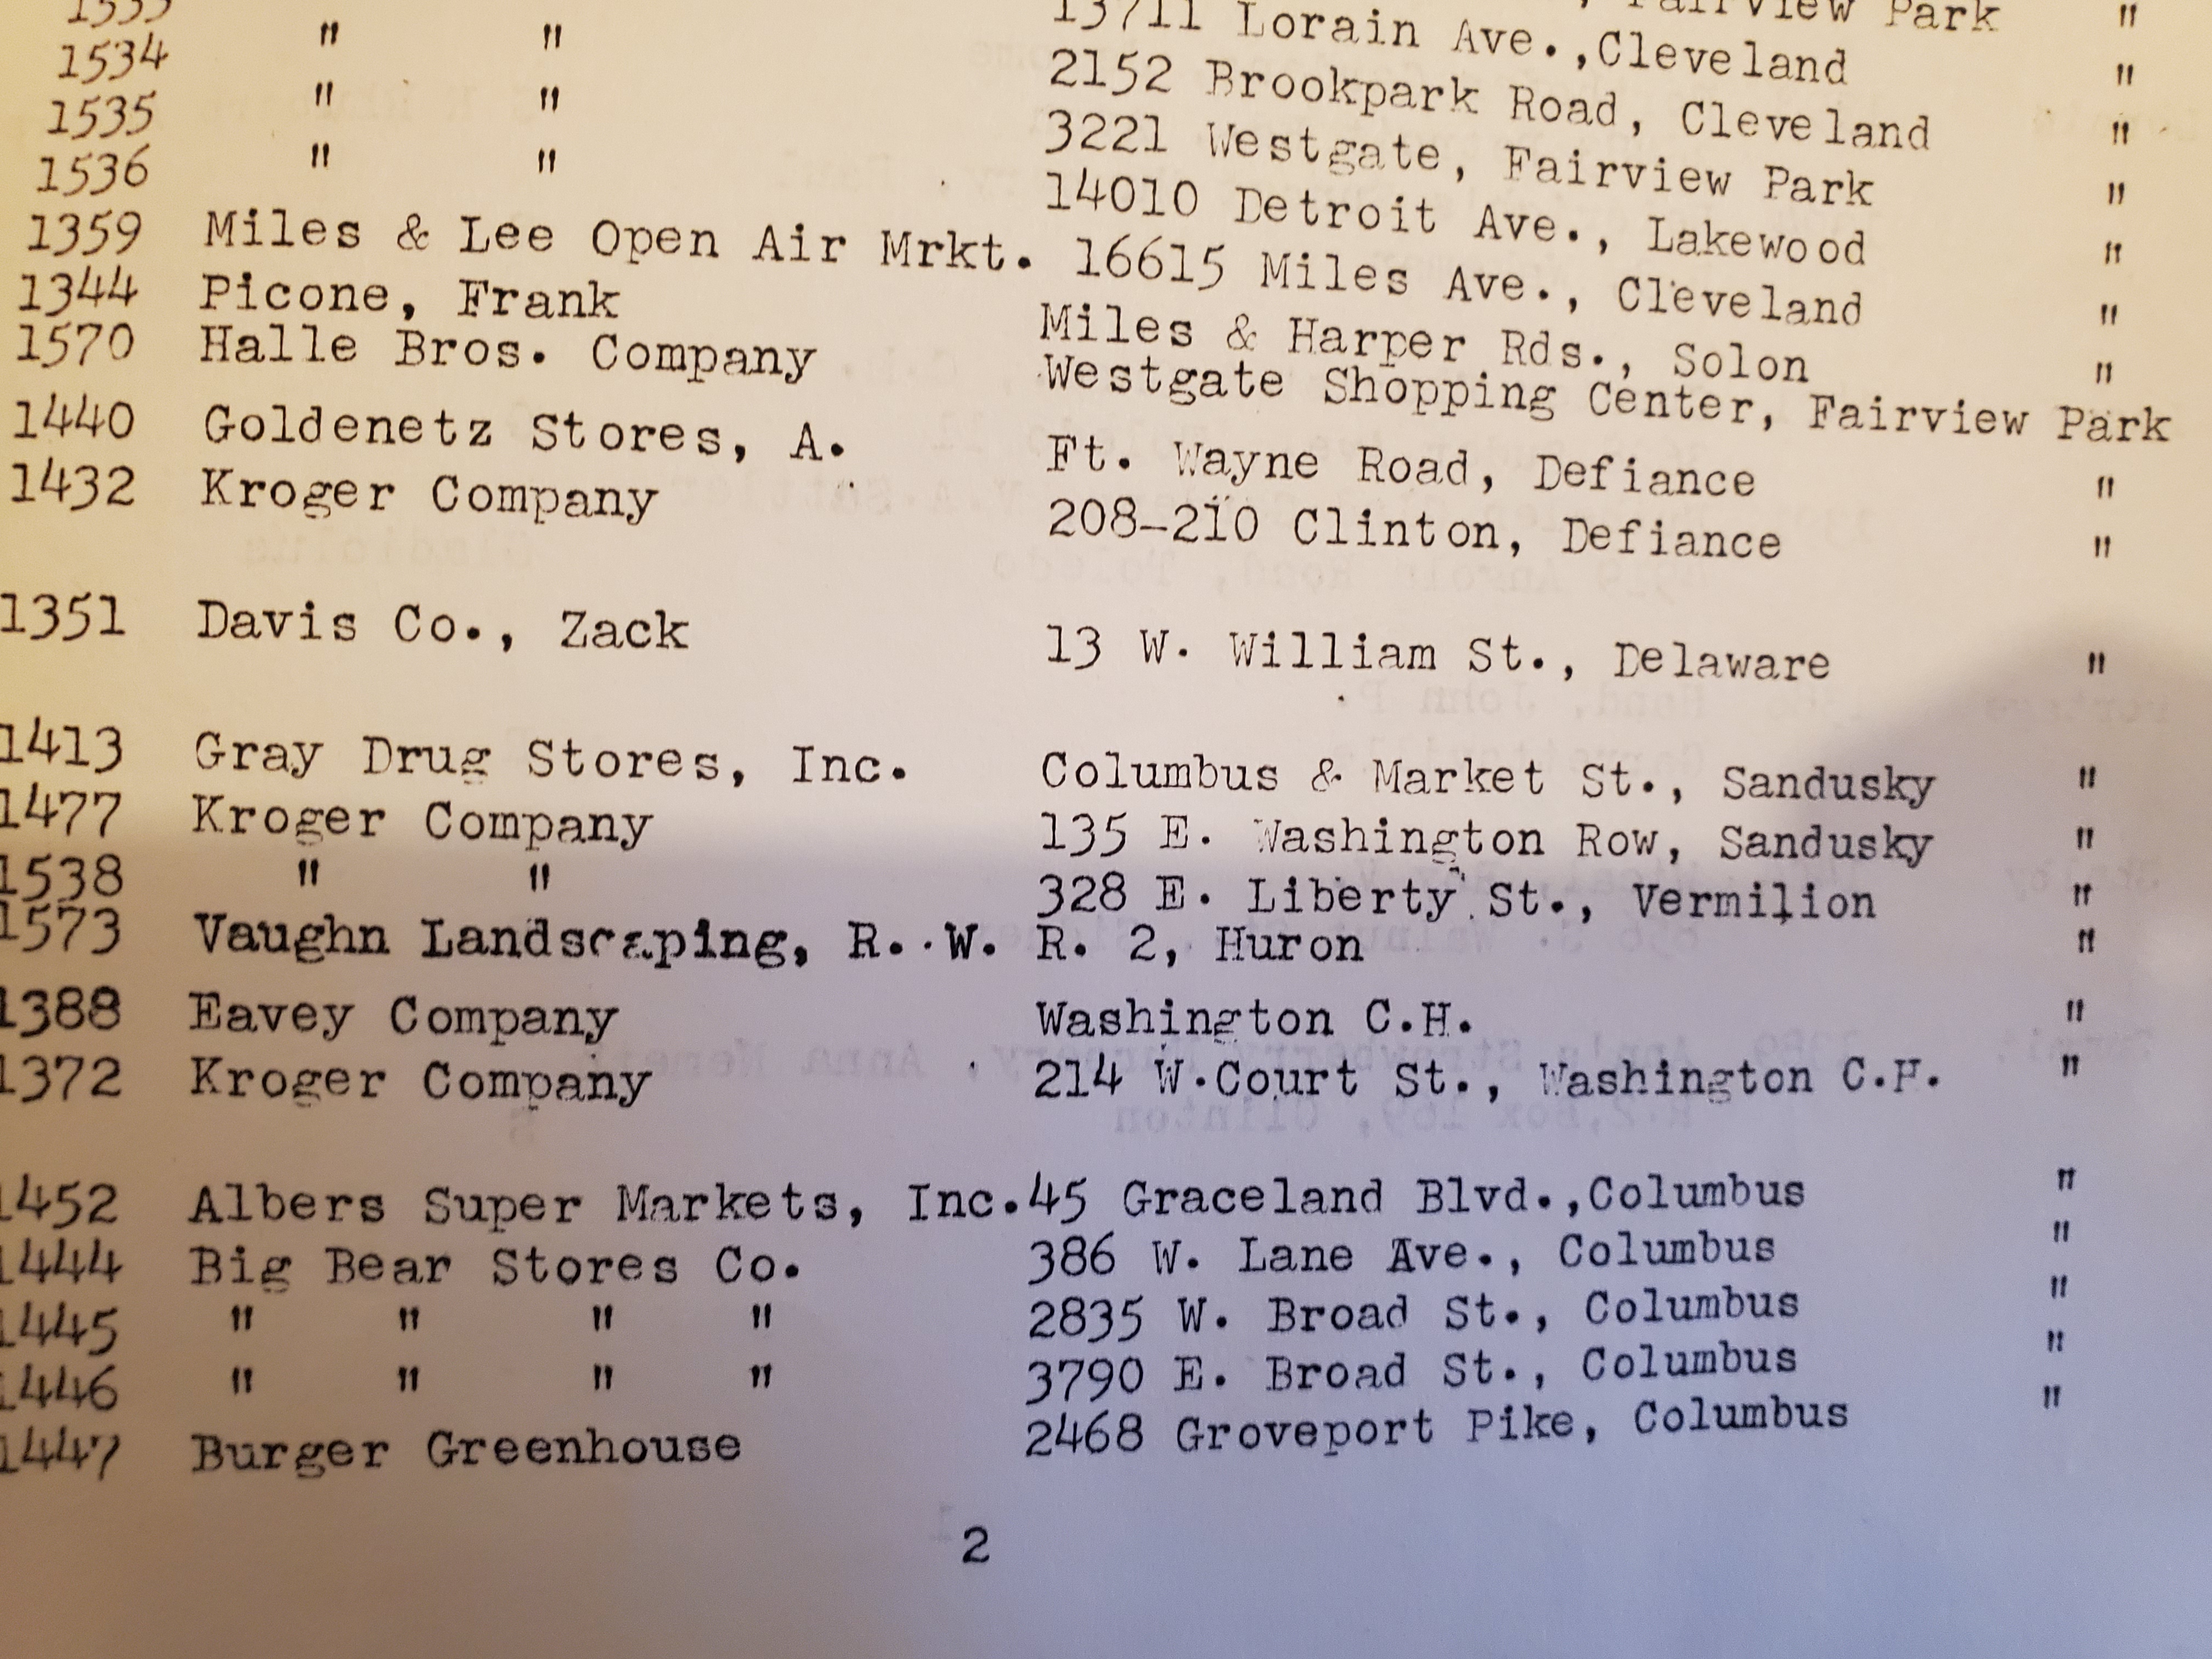 Fairview Park "
1533 13711 Lorain Ave.,Cleveland "
1534 " " 2152 Brookpark Road, Cleveland "
1535 " " 3221 Westgate, Fairview Park "
1536 " " 14010 Detroit Ave., Lakewood "
1359 Miles & Lee Open Air Mrkt. 16615 Miles Ave., Cleveland "
1344 Picone, Frank Miles & Harper Rds., Solon "
1570 Halle Bros. Company Westgate Shopping Center, Fairview Park
1440 Goldenetz Stores, A. Ft. Wayne Road, Defiance "
1432 Kroger Company 208-210 Clinton, Defiance "
1351 Davis Co., Zack 13 W. William St., Delaware "
1413 Gray Drug Stores, Inc. Columbus & Market St., Sandusky "
1477 Kroger Company 135 E. Washington Row, Sandusky "
1538 " " 328 E. Liberty St., Vermilion "
1573 Vaughn Landscaping, R. W. R. 2, Huron "
1388 Eavey Company Washington C.H. "
1372 Kroger Company 214 W.Court St., Washington C.H. "
1452 Albers Super Markets, Inc.45 Graceland Blvd.,Columbus "
1444 Big Bear Stores Co. 386 W. Lane Ave., Columbus "
1445 " " " " 2835 W. Broad St., Columbus "
1446 " " " " 3790 E. Broad St., Columbus "
1447 Burger Greenhouse 2468 Groveport Pike, Columbus "
2